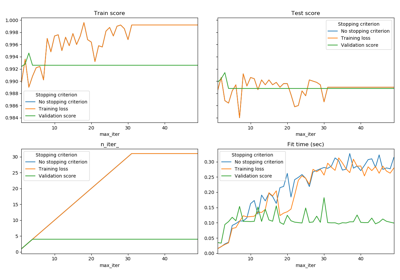 Train score
1.000
0.998
0.996
0.994
0.992
0.990
0.988
0.986
0.984
Stopping criterion
No stopping criterion
Training loss
Validation score
10 20 30 40
max_iter
Test score
Stopping criterion
No stopping criterion
Training loss
Validation score
10 20 30 40
max_iter
n_iter_
30
25
20
15
10
5
0
Stopping criterion
No stopping criterion
Training loss
Validation score
10 20 30 40
max_iter
Fit time (sec)
0.30
0.25
0.20
0.15
0.10
0.05
0.00
Stopping criterion
No stopping criterion
Training loss
Validation score
10 20 30 40
max_iter